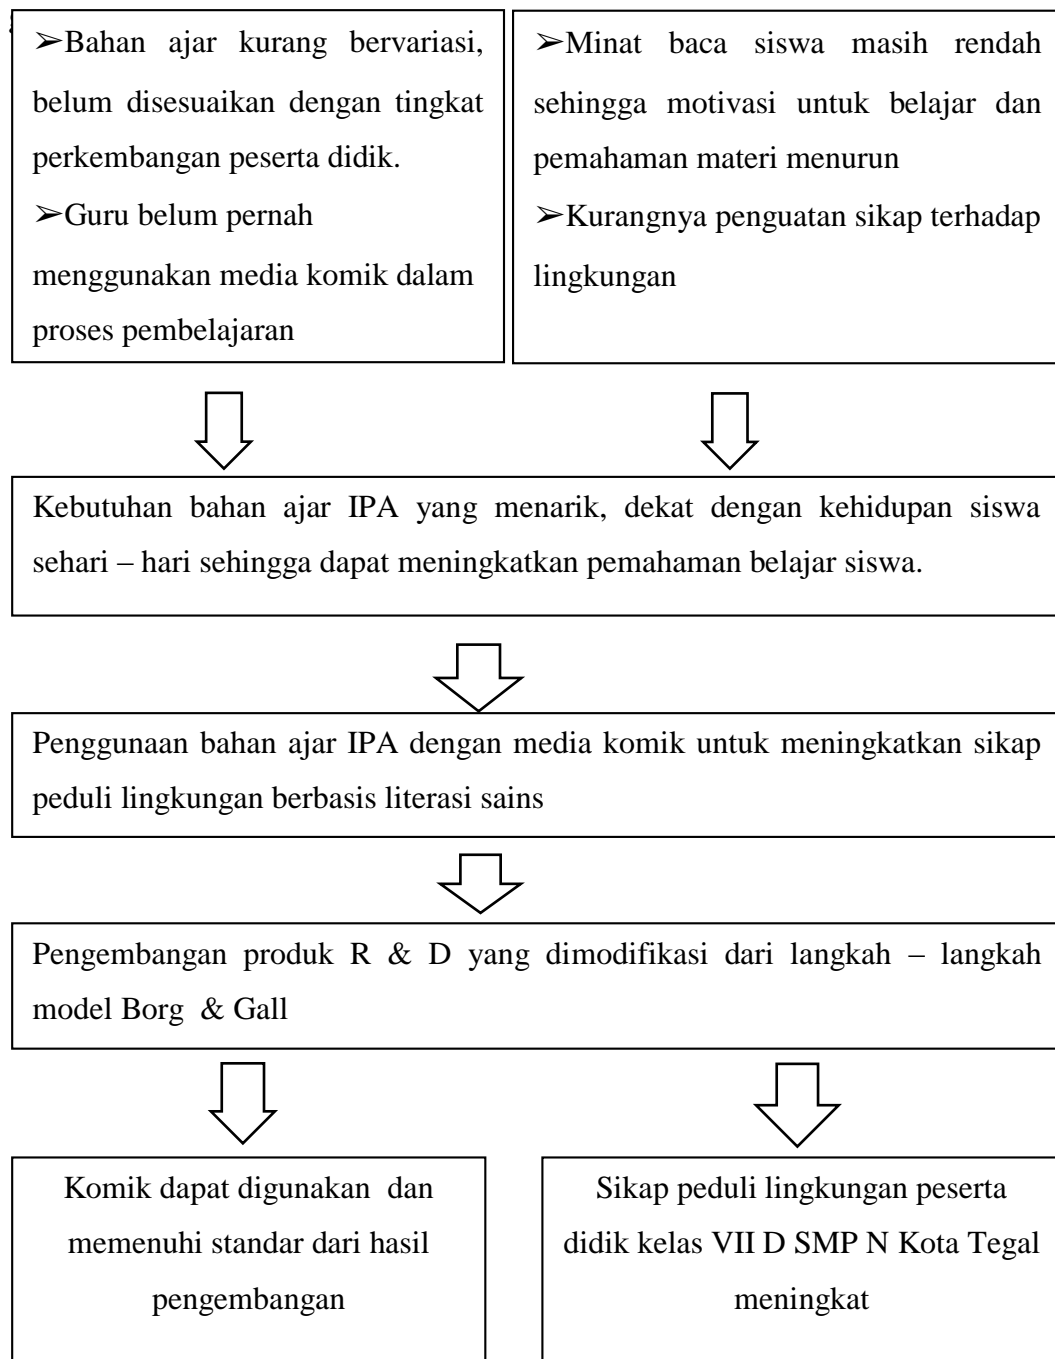 ➢Bahan ajar kurang bervariasi,
belum disesuaikan dengan tingkat
perkembangan peserta didik.
➢Guru belum pernah
menggunakan media komik dalam
proses pembelajaran
➢Minat baca siswa masih rendah
sehingga motivasi untuk belajar dan
pemahaman materi menurun
➢Kurangnya penguatan sikap terhadap
lingkungan
Kebutuhan bahan ajar IPA yang menarik, dekat dengan kehidupan siswa
sehari – hari sehingga dapat meningkatkan pemahaman belajar siswa.
Penggunaan bahan ajar IPA dengan media komik untuk meningkatkan sikap
peduli lingkungan berbasis literasi sains
Pengembangan produk R & D yang dimodifikasi dari langkah – langkah
model Borg & Gall
Komik dapat digunakan dan
memenuhi standar dari hasil
pengembangan
Sikap peduli lingkungan peserta
didik kelas VII D SMP N Kota Tegal
meningkat